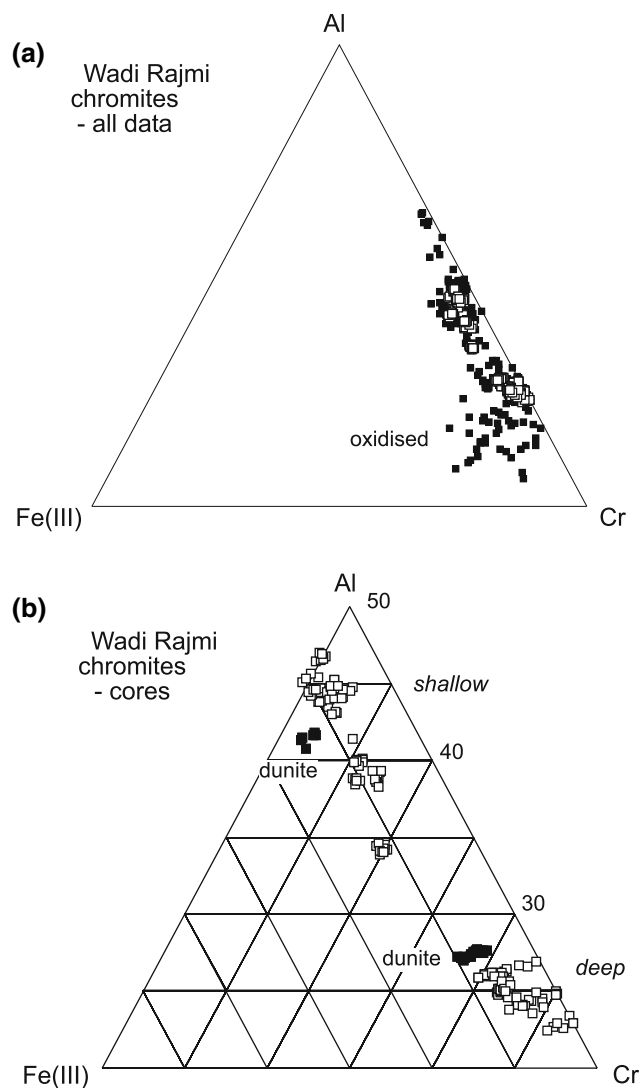 (a)
Al
Wadi Rajmi
chromites
- all data
oxidised
Fe(III)
Cr
(b)
Al
50
Wadi Rajmi
chromites
- cores
shallow
40
dunite
30
dunite
deep
Fe(III)
Cr